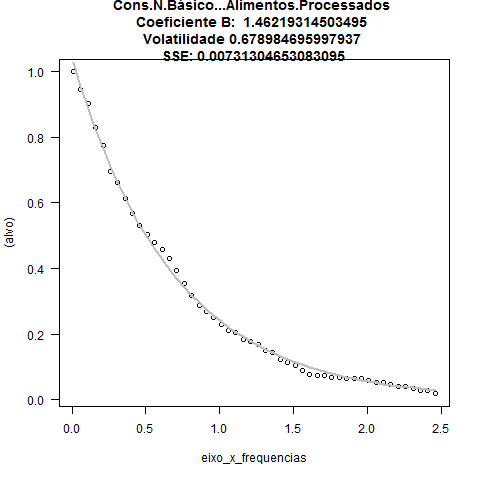 Cons.N.Básico...Alimentos.Processados
Coeficiente B:  1.46219314503495
Volatilidade 0.678984695997937
SSE: 0.00731304653083095
1.0
0.8
0.6
0.4
0.2
0.0
(alvo)
0.0 0.5 1.0 1.5 2.0 2.5
eixo_x_frequencias